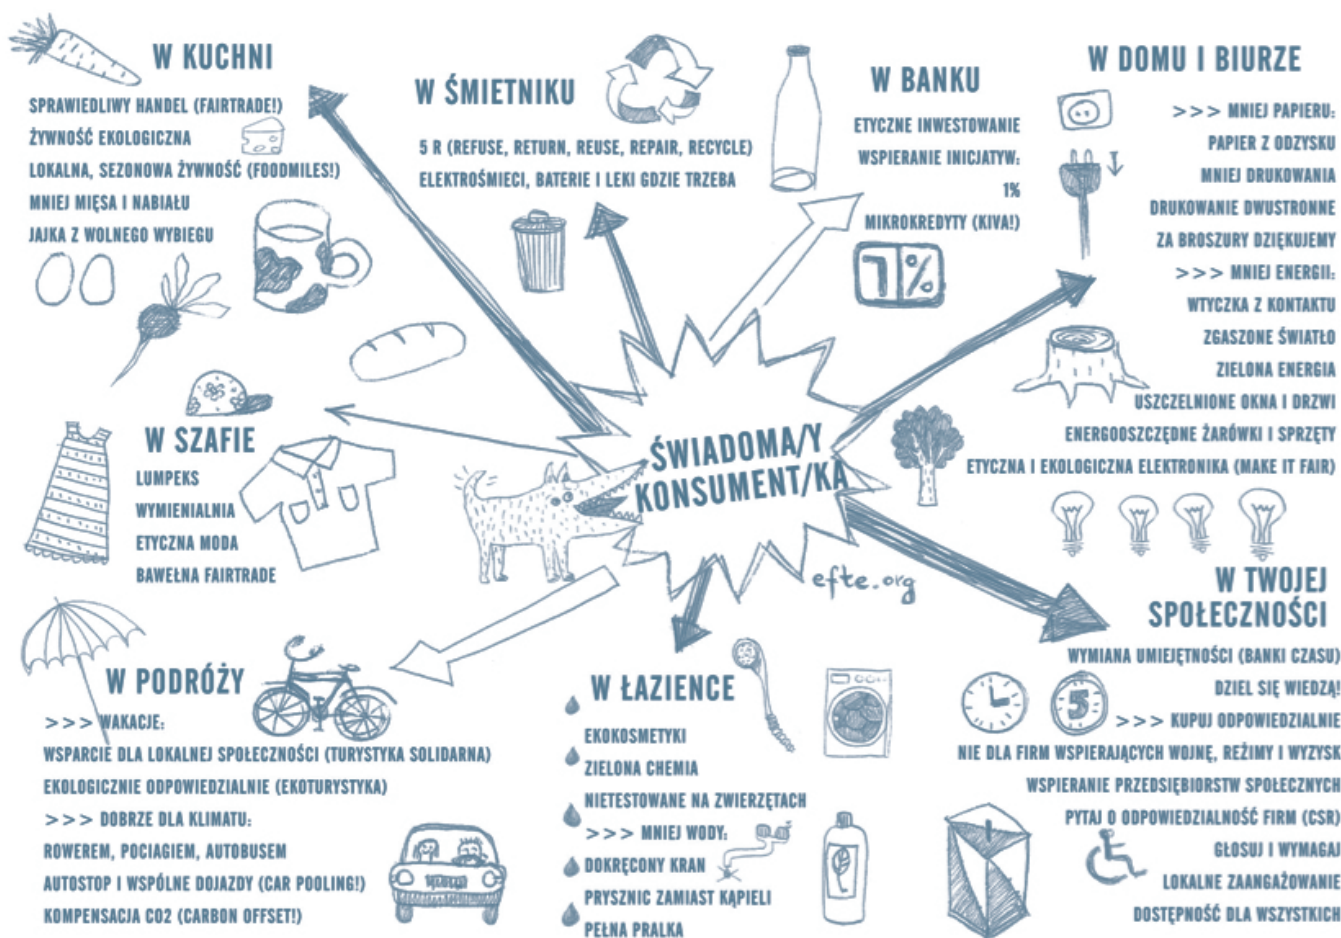 W KUCHNI
SPRAWIEDLIWY HANDEL (FAIRTRADE!)
ŻYWNOŚĆ EKOLOGICZNA
LOKALNA, SEZONOWA ŻYWNOŚĆ (FOODMILES!)
MNIEJ MIĘSA I NABIAŁU
JAJKA Z WOLNEGO WYBIEGU
W ŚMIETNIKU
5 R (REFUSE, RETURN, REUSE, REPAIR, RECYCLE)
ELEKTROŚMIECI, BATERIE I LEKI GDZIE TRZEBA
W BANKU
ETYCZNE INWESTOWANIE
WSPIERANIE INICJATYW:
1%
MIKROKREDYTY (KIVA!)
1%
W DOMU I BIURZE
>>> MNIEJ PAPIERU:
PAPIER Z ODZYSKU
MNIEJ DRUKOWANIA
DRUKOWANIE DWUSTRONNE
ZA BROSZURY DZIĘKUJEMY
>>> MNIEJ ENERGII:
WTYCZKA Z KONTAKTU
ZGASZONE ŚWIATŁO
ZIELONA ENERGIA
USZCZELNIONE OKNA I DRZWI
ENERGOOSZCZĘDNE ŻARÓWKI I SPRZĘTY
ETYCZNA I EKOLOGICZNA ELEKTRONIKA (MAKE IT FAIR)
W SZAFIE
LUMPEKS
WYMIENIALNIA
ETYCZNA MODA
BAWEŁNA FAIRTRADE
ŚWIADOMA/Y
KONSUMENT/KA
efte.org
W PODRÓŻY
>>> WAKACJE:
WSPARCIE DLA LOKALNEJ SPOŁECZNOŚCI (TURYSTYKA SOLIDARNA)
EKOLOGICZNIE ODPOWIEDZIALNIE (EKOTURYSTYKA)
>>> DOBRZE DLA KLIMATU:
ROWEREM, POCIAGIEM, AUTOBUSEM
AUTOSTOP I WSPÓLNE DOJAZDY (CAR POOLING!)
KOMPENSACJA CO2 (CARBON OFFSET!)
W ŁAZIENCE
EKOKOSMETYKI
ZIELONA CHEMIA
NIETESTOWANE NA ZWIERZĘTACH
>>> MNIEJ WODY:
DOKRĘCONY KRAN
PRYSZNIC ZAMIAST KĄPIELI
PEŁNA PRALKA
W TWOJEJ
SPOŁECZNOŚCI
WYMIANA UMIEJĘTNOŚCI (BANKI CZASU)
DZIEL SIĘ WIEDZĄ!
5
>>> KUPUJ ODPOWIEDZIALNIE
NIE DLA FIRM WSPIERAJĄCYCH WOJNĘ, REŻIMY I WYZYSK
WSPIERANIE PRZEDSIĘBIORSTW SPOŁECZNYCH
PYTAJ O ODPOWIEDZIALNOŚĆ FIRM (CSR)
GŁOSUJ I WYMAGAJ
LOKALNE ZAANGAŻOWANIE
DOSTĘPNOŚĆ DLA WSZYSTKICH